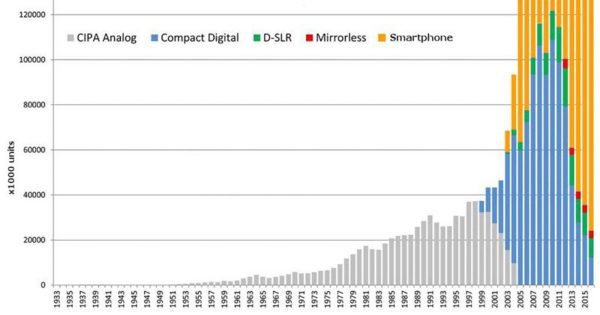 120000
CIPA Analog Compact Digital D-SLR Mirrorless Smartphone
100000
80000
60000
40000
20000
0
x1000 units
1933 1935 1937 1939 1941 1943 1945 1947 1949 1951 1953 1955 1957 1959 1961 1963 1965 1967 1969 1971 1973 1975 1977 1979 1981 1983 1985 1987 1989 1991 1993 1995 1997 1999 2001 2003 2005 2007 2009 2011 2013 2015